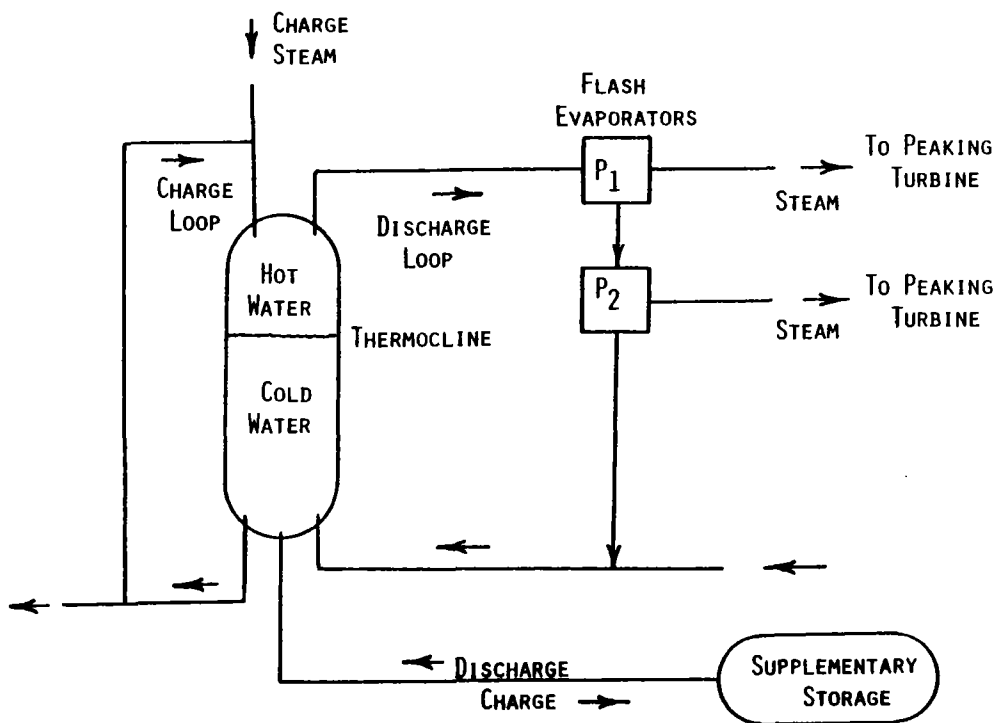 CHARGE
STEAM
FLASH
EVAPORATORS
P1
STEAM
TO PEAKING
TURBINE
CHARGE
LOOP
DISCHARGE
LOOP
HOT
WATER
P2
STEAM
TO PEAKING
TURBINE
THERMOCLINE
COLD
WATER
DISCHARGE
CHARGE
SUPPLEMENTARY
STORAGE